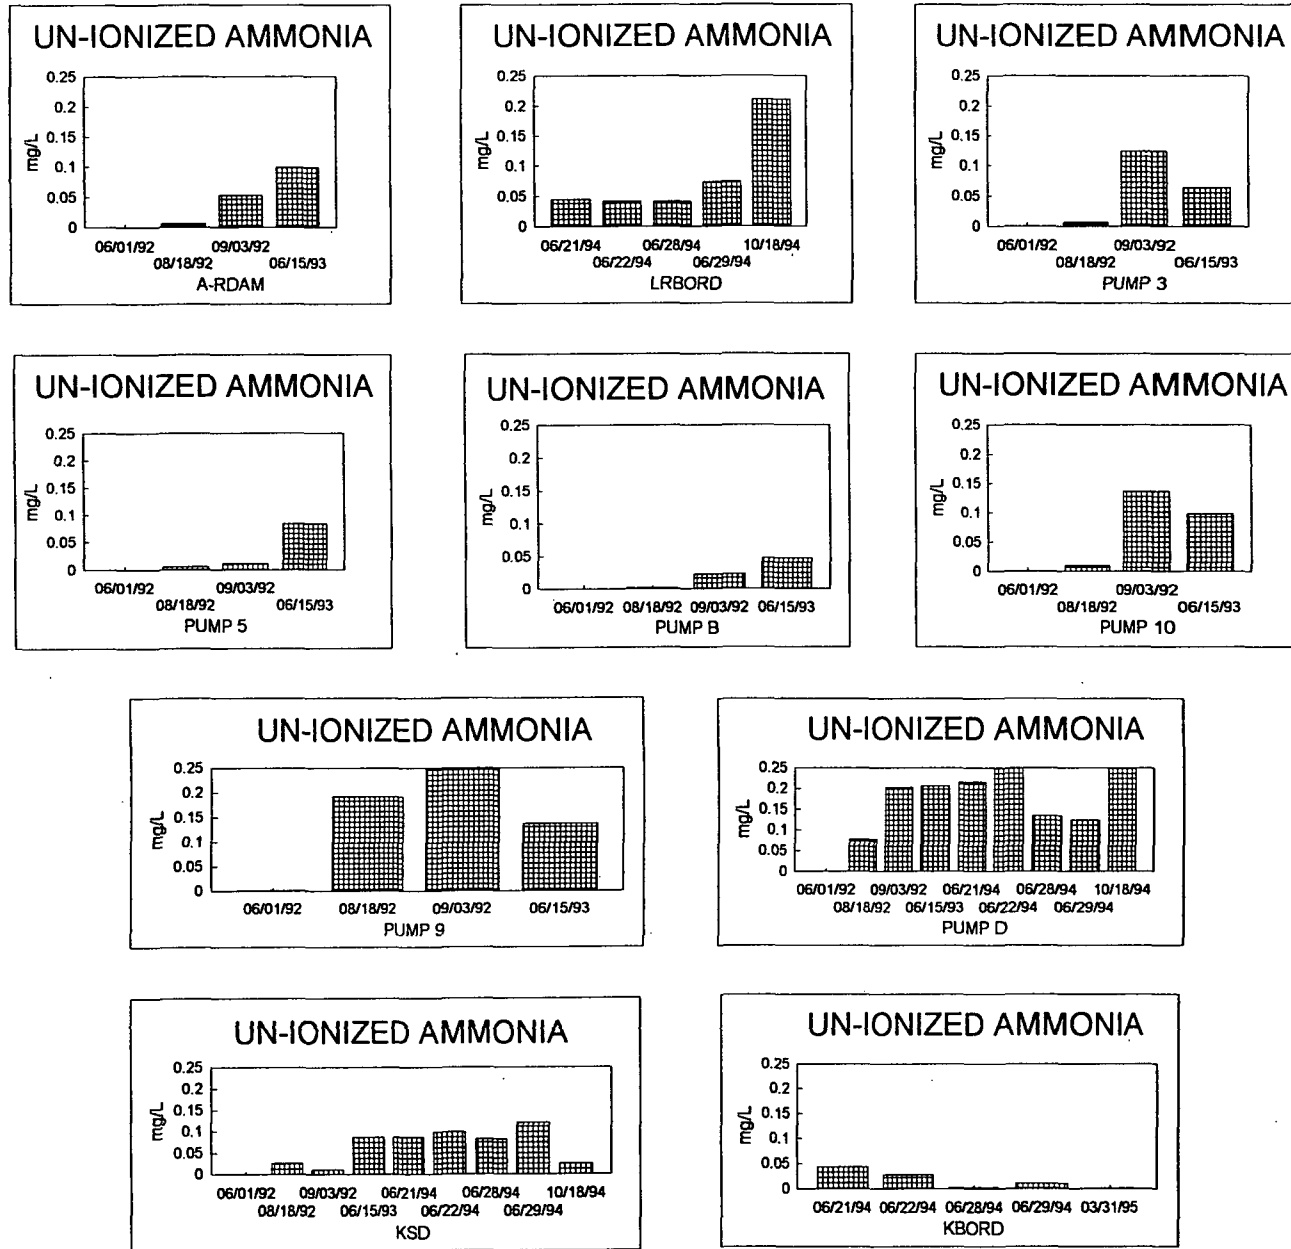 UN-IONIZED AMMONIA
0.25
0.2
0.15
0.1
0.05
0
mg/L
06/01/92 09/03/92
08/18/92 06/15/93
A-RDAM
UN-IONIZED AMMONIA
0.25
0.2
0.15
0.1
0.05
0
mg/L
06/21/94 06/28/94 10/18/94
06/22/94 06/29/94
LRBORD
UN-IONIZED AMMONIA
0.25
0.2
0.15
0.1
0.05
0
mg/L
06/01/92 09/03/92
08/18/92 06/15/93
PUMP 3
UN-IONIZED AMMONIA
0.25
0.2
0.15
0.1
0.05
0
mg/L
06/01/92 09/03/92
08/18/92 06/15/93
PUMP 5
UN-IONIZED AMMONIA
0.25
0.2
0.15
0.1
0.05
0
mg/L
06/01/92 08/18/92 09/03/92 06/15/93
PUMP B
UN-IONIZED AMMONIA
0.25
0.2
0.15
0.1
0.05
0
mg/L
06/01/92 09/03/92
08/18/92 06/15/93
PUMP 10
UN-IONIZED AMMONIA
0.25
0.2
0.15
0.1
0.05
0
mg/L
06/01/92 08/18/92 09/03/92 06/15/93
PUMP 9
UN-IONIZED AMMONIA
0.25
0.2
0.15
0.1
0.05
0
mg/L
06/01/92 09/03/92 06/21/94 06/28/94 10/18/94
08/18/92 06/15/93 06/22/94 06/29/94
PUMP D
UN-IONIZED AMMONIA
0.25
0.2
0.15
0.1
0.05
0
mg/L
06/01/92 09/03/92 06/21/94 06/28/94 10/18/94
08/18/92 06/15/93 06/22/94 06/29/94
KSD
UN-IONIZED AMMONIA
0.25
0.2
0.15
0.1
0.05
0
mg/L
06/21/94 06/22/94 06/28/94 06/29/94 03/31/95
KBORD